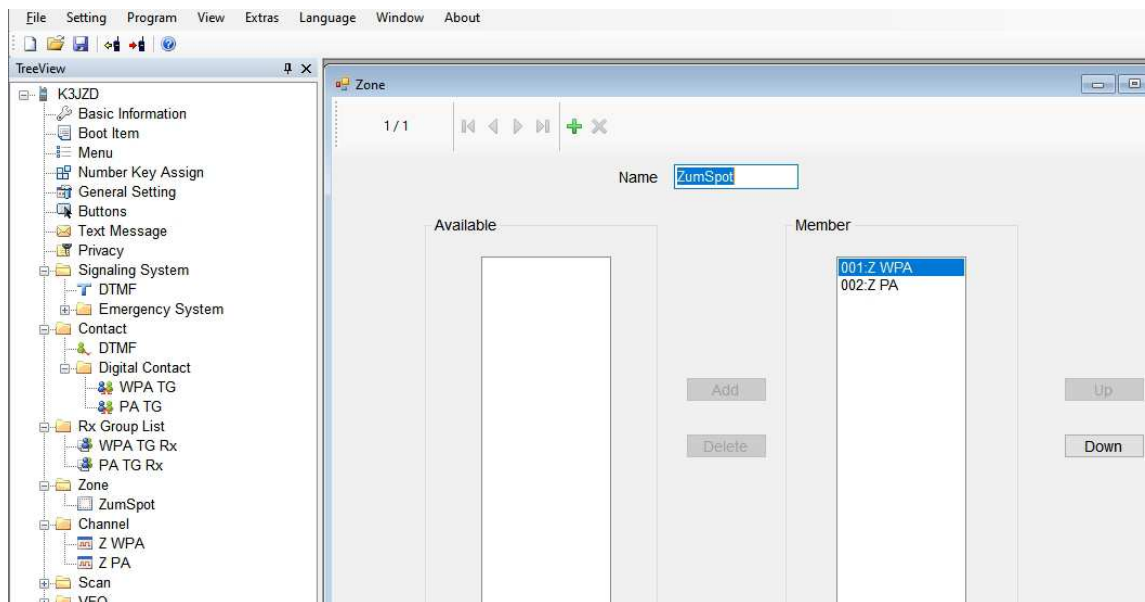 File Setting Program View Extras Language Window About
TreeView
K3JZD
Basic Information
Boot Item
Menu
Number Key Assign
General Setting
Buttons
Text Message
Privacy
Signaling System
DTMF
Emergency System
Contact
DTMF
Digital Contact
WPA TG
PA TG
Rx Group List
WPA TG Rx
PA TG Rx
Zone
ZumSpot
Channel
Z WPA
Z PA
Scan
VFO
Zone
1 / 1
Name ZumSpot
Available Member
001:Z WPA
002:Z PA
Add Up
Delete Down